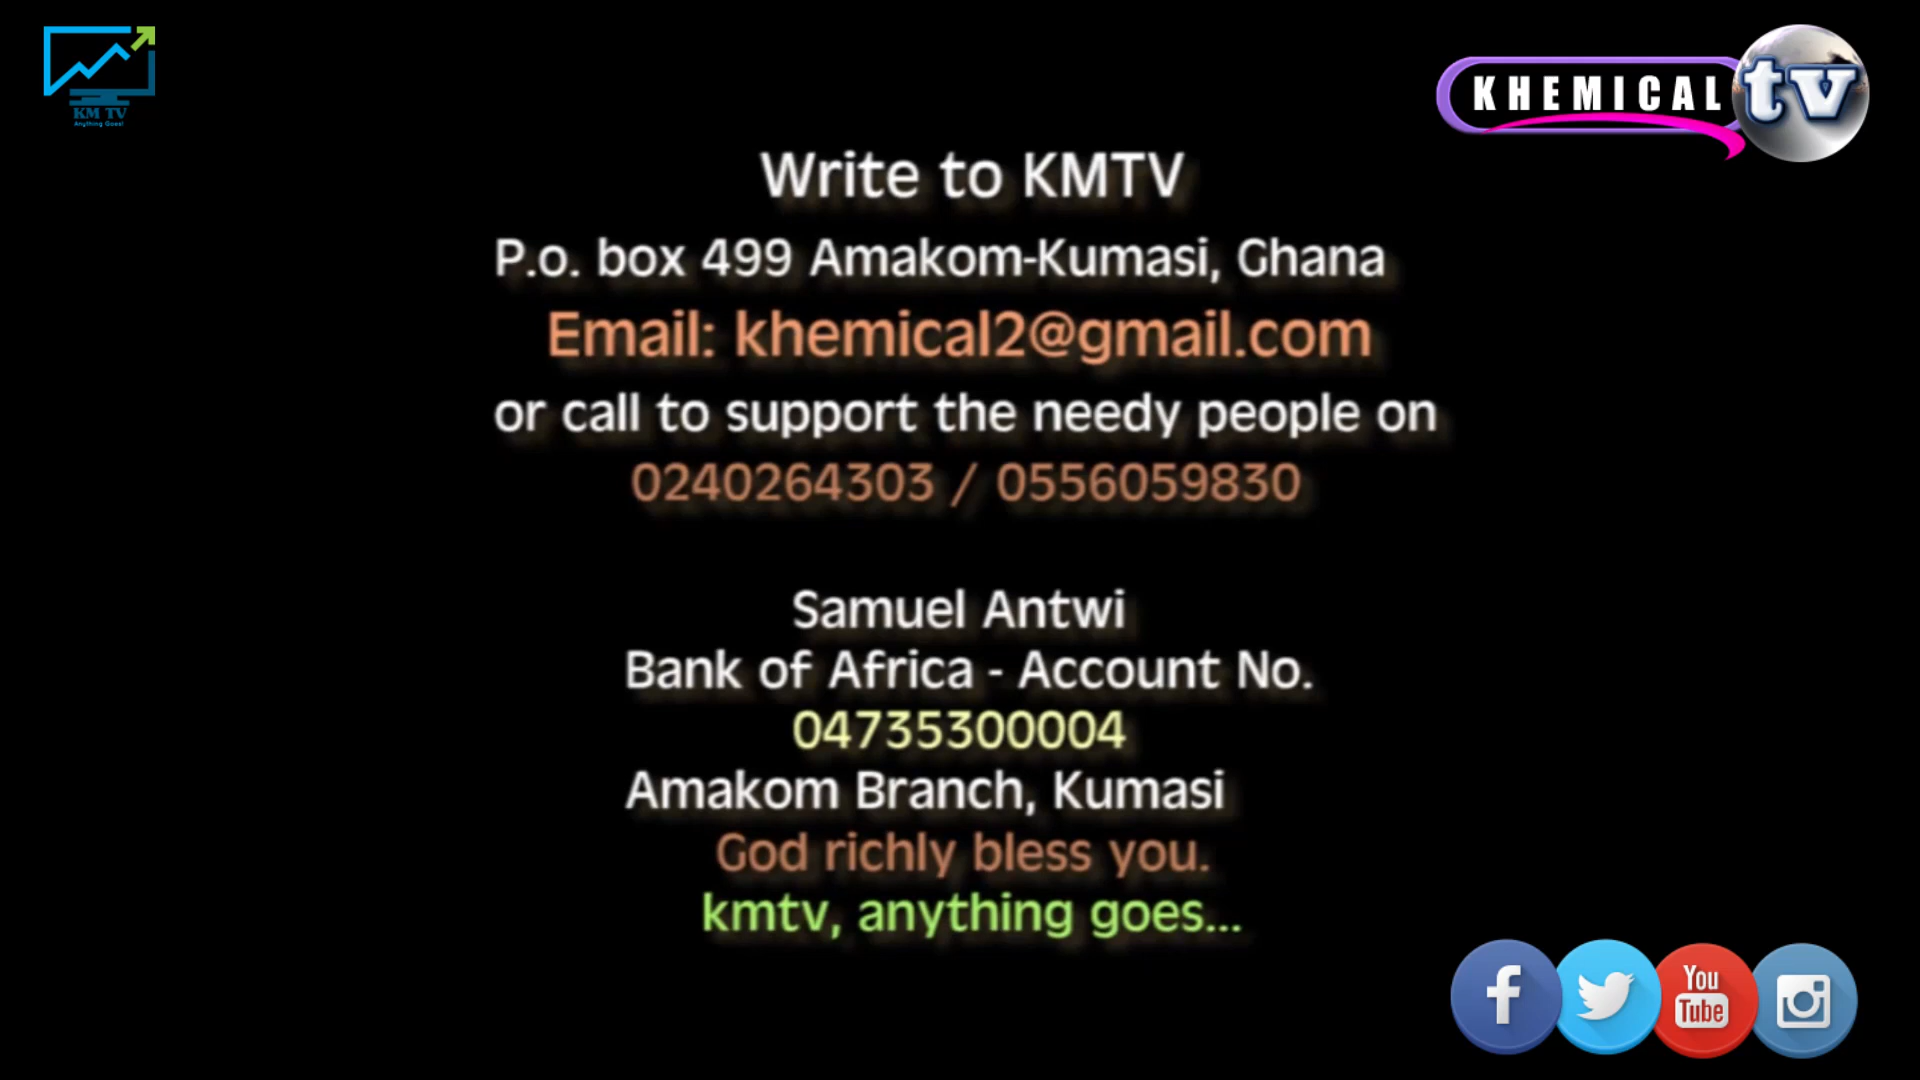 KM TV
Anything Goes!
KHEMICAL tv
Write to KMTV
P.o. box 499 Amakom-Kumasi, Ghana
Email: khemical2@gmail.com
or call to support the needy people on
0240264303 / 0556059830
Samuel Antwi
Bank of Africa - Account No.
04735300004
Amakom Branch, Kumasi
God richly bless you.
kmtv, anything goes...
f
You
Tube